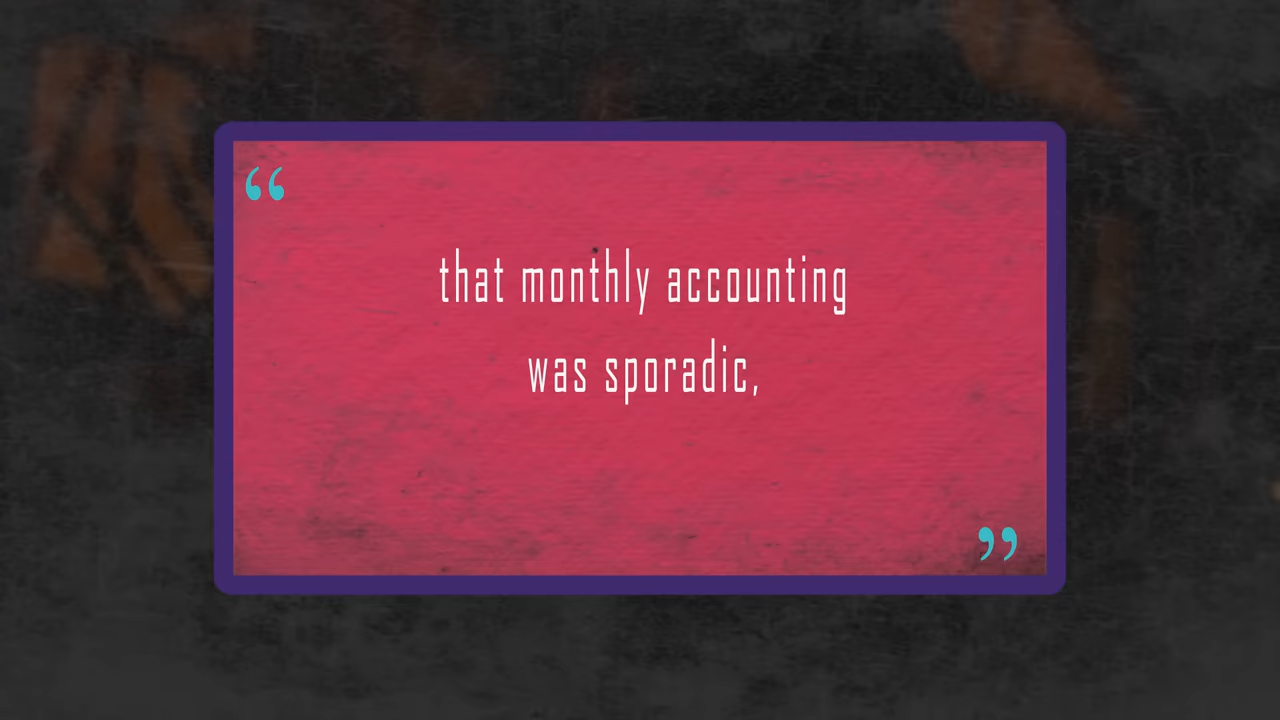 “
that monthly accounting
was sporadic,
”